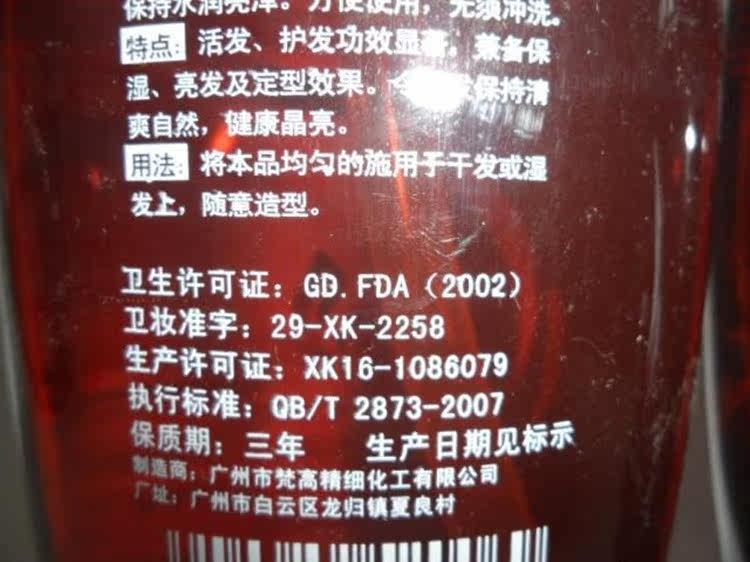 保持水润亮泽。方便使用，无须冲洗。
特点：活发、护发功效显著，兼备保
湿、亮发及定型效果。保持清
爽自然，健康晶亮。
用法：将本品均匀的施用于干发或湿
发上，随意造型。
卫生许可证：GD.FDA（2002）
卫妆准字：29-XK-2258
生产许可证：XK16-1086079
执行标准：QB/T 2873-2007
保质期：三年 生产日期见标示
制造商：广州市梵高精细化工有限公司
厂址：广州市白云区龙归镇夏良村